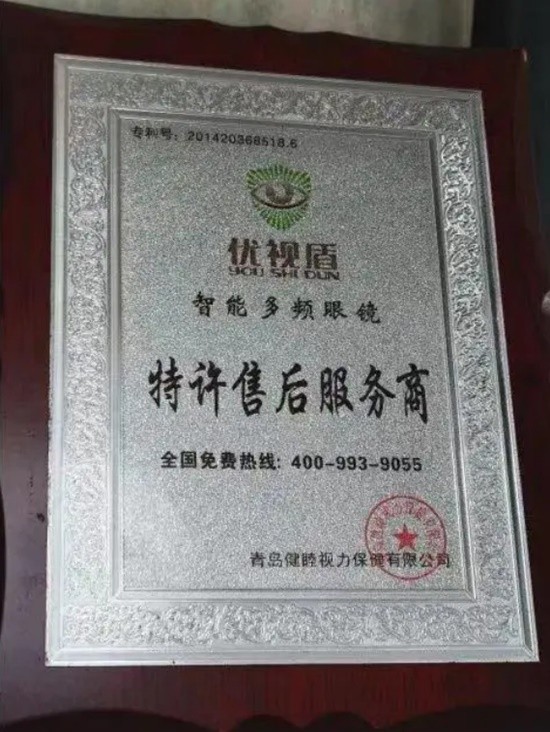 专利号：201420368518.6
优视盾
YOU SHI DUN
智能多频眼镜
特许售后服务商
全国免费热线：400-993-9055
青岛健睦视力保健有限公司